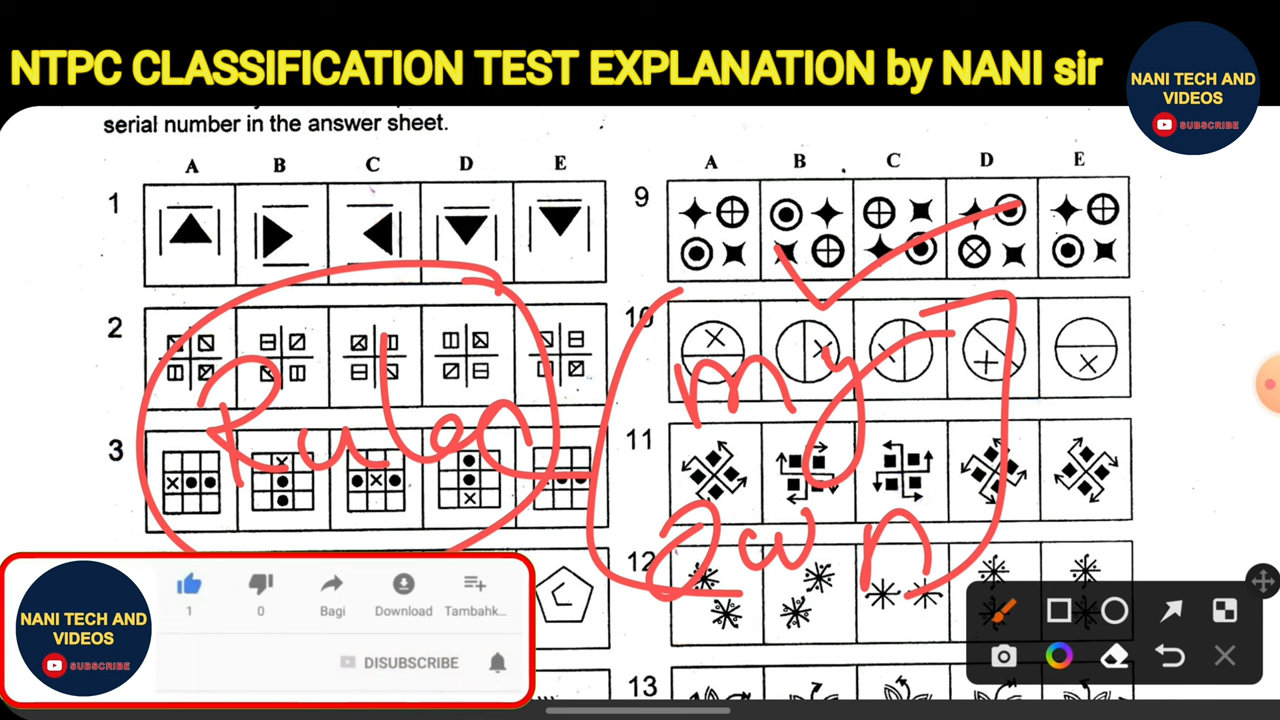 NTPC CLASSIFICATION TEST EXPLANATION by NANI sir
NANI TECH AND
VIDEOS
SUBSCRIBE
serial number in the answer sheet.
A B C D E
A B C D E
1
2
3
9
10
11
12
13
Rules
my
own
NANI TECH AND
VIDEOS
SUBSCRIBE
1 0 Bagi Download Tambahk...
DISUBSCRIBE